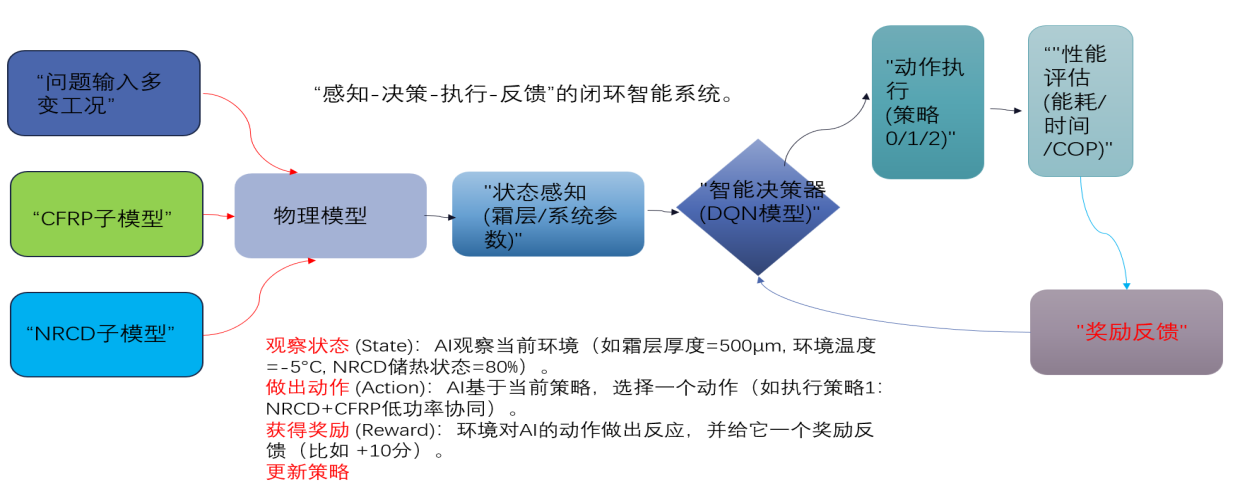 “问题输入多
变工况”
“感知-决策-执行-反馈”的闭环智能系统。
"动作执
行
(策略
0/1/2)"
“"性能
评估
(能耗/
时间
/COP)"
“CFRP子模型”
物理模型
"状态感知
(霜层/系统参
数)"
"智能决策器
(DQN模型)"
“NRCD子模型”
"奖励反馈"
观察状态 (State)：AI观察当前环境（如霜层厚度=500μm, 环境温度
=-5°C, NRCD储热状态=80%）。
做出动作 (Action)：AI基于当前策略，选择一个动作（如执行策略1：
NRCD+CFRP低功率协同）。
获得奖励 (Reward)：环境对AI的动作做出反应，并给它一个奖励反
馈（比如 +10分）。
更新策略